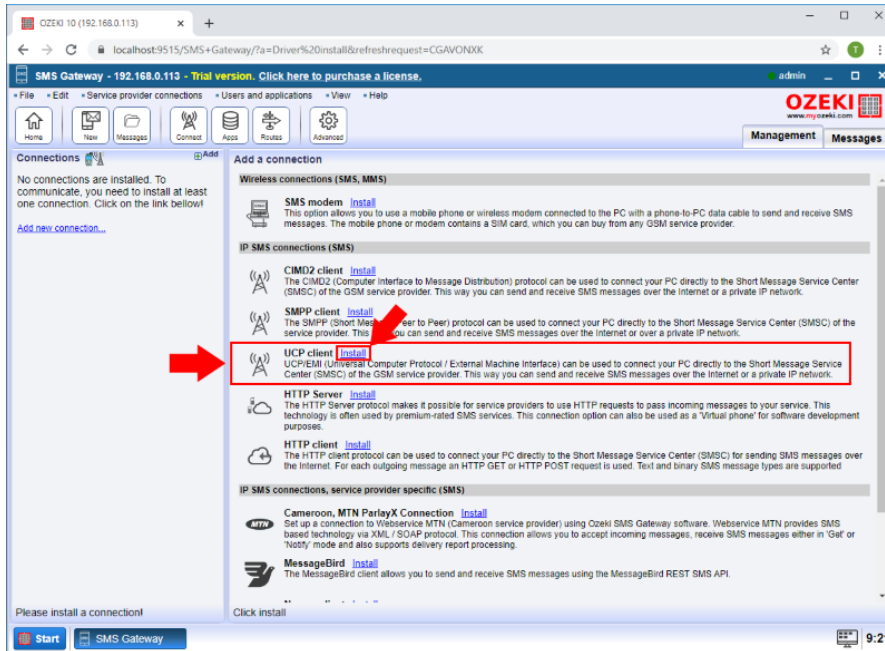 OZEKI 10 (192.168.0.113)
localhost:9515/SMS+Gateway/?a=Driver%20install&refreshrequest=CGAVONXK
T
SMS Gateway - 192.168.0.113 - Trial version. Click here to purchase a license.
admin
File Edit Service provider connections Users and applications View Help
OZEKI
www.myozeki.com
Home New Messages Connect Apps Routes Advanced
Management Messages
Connections Add
No connections are installed. To
communicate, you need to install at least
one connection. Click on the link bellow!
Add new connection...
Please install a connection!
Add a connection
Wireless connections (SMS, MMS)
SMS modem Install
This option allows you to use a mobile phone or wireless modem connected to the PC with a phone-to-PC data cable to send and receive SMS
messages. The mobile phone or modem contains a SIM card, which you can buy from any GSM service provider.
IP SMS connections (SMS)
CIMD2 client Install
The CIMD2 (Computer Interface to Message Distribution) protocol can be used to connect your PC directly to the Short Message Service Center
(SMSC) of the GSM service provider. This way you can send and receive SMS messages over the Internet or a private IP network.
SMPP client Install
The SMPP (Short Mes eer to Peer) protocol can be used to connect your PC directly to the Short Message Service Center (SMSC) of the
service provider. This you can send and receive SMS messages over the Internet or over a private IP network.
UCP client Install
UCP/EMI (Universal Computer Protocol / External Machine Interface) can be used to connect your PC directly to the Short Message Service
Center (SMSC) of the GSM service provider. This way you can send and receive SMS messages over the Internet or a private IP network.
HTTP Server Install
The HTTP Server protocol makes it possible for service providers to use HTTP requests to pass incoming messages to your service. This
technology is often used by premium-rated SMS services. This connection option can also be used as a 'Virtual phone' for software development
purposes.
HTTP client Install
The HTTP client protocol can be used to connect your PC directly to the Short Message Service Center (SMSC) for sending SMS messages over
the Internet. For each outgoing message an HTTP GET or HTTP POST request is used. Text and binary SMS message types are supported
IP SMS connections, service provider specific (SMS)
MTN
Cameroon, MTN ParlayX Connection Install
Set up a connection to Webservice MTN (Cameroon service provider) using Ozeki SMS Gateway software. Webservice MTN provides SMS
based technology via XML / SOAP protocol. This connection allows you to accept incoming messages, receive SMS messages either in 'Get' or
'Notify' mode and also supports delivery report processing.
MessageBird Install
The MessageBird client allows you to send and receive SMS messages using the MessageBird REST SMS API.
Click install
Start SMS Gateway
9:2